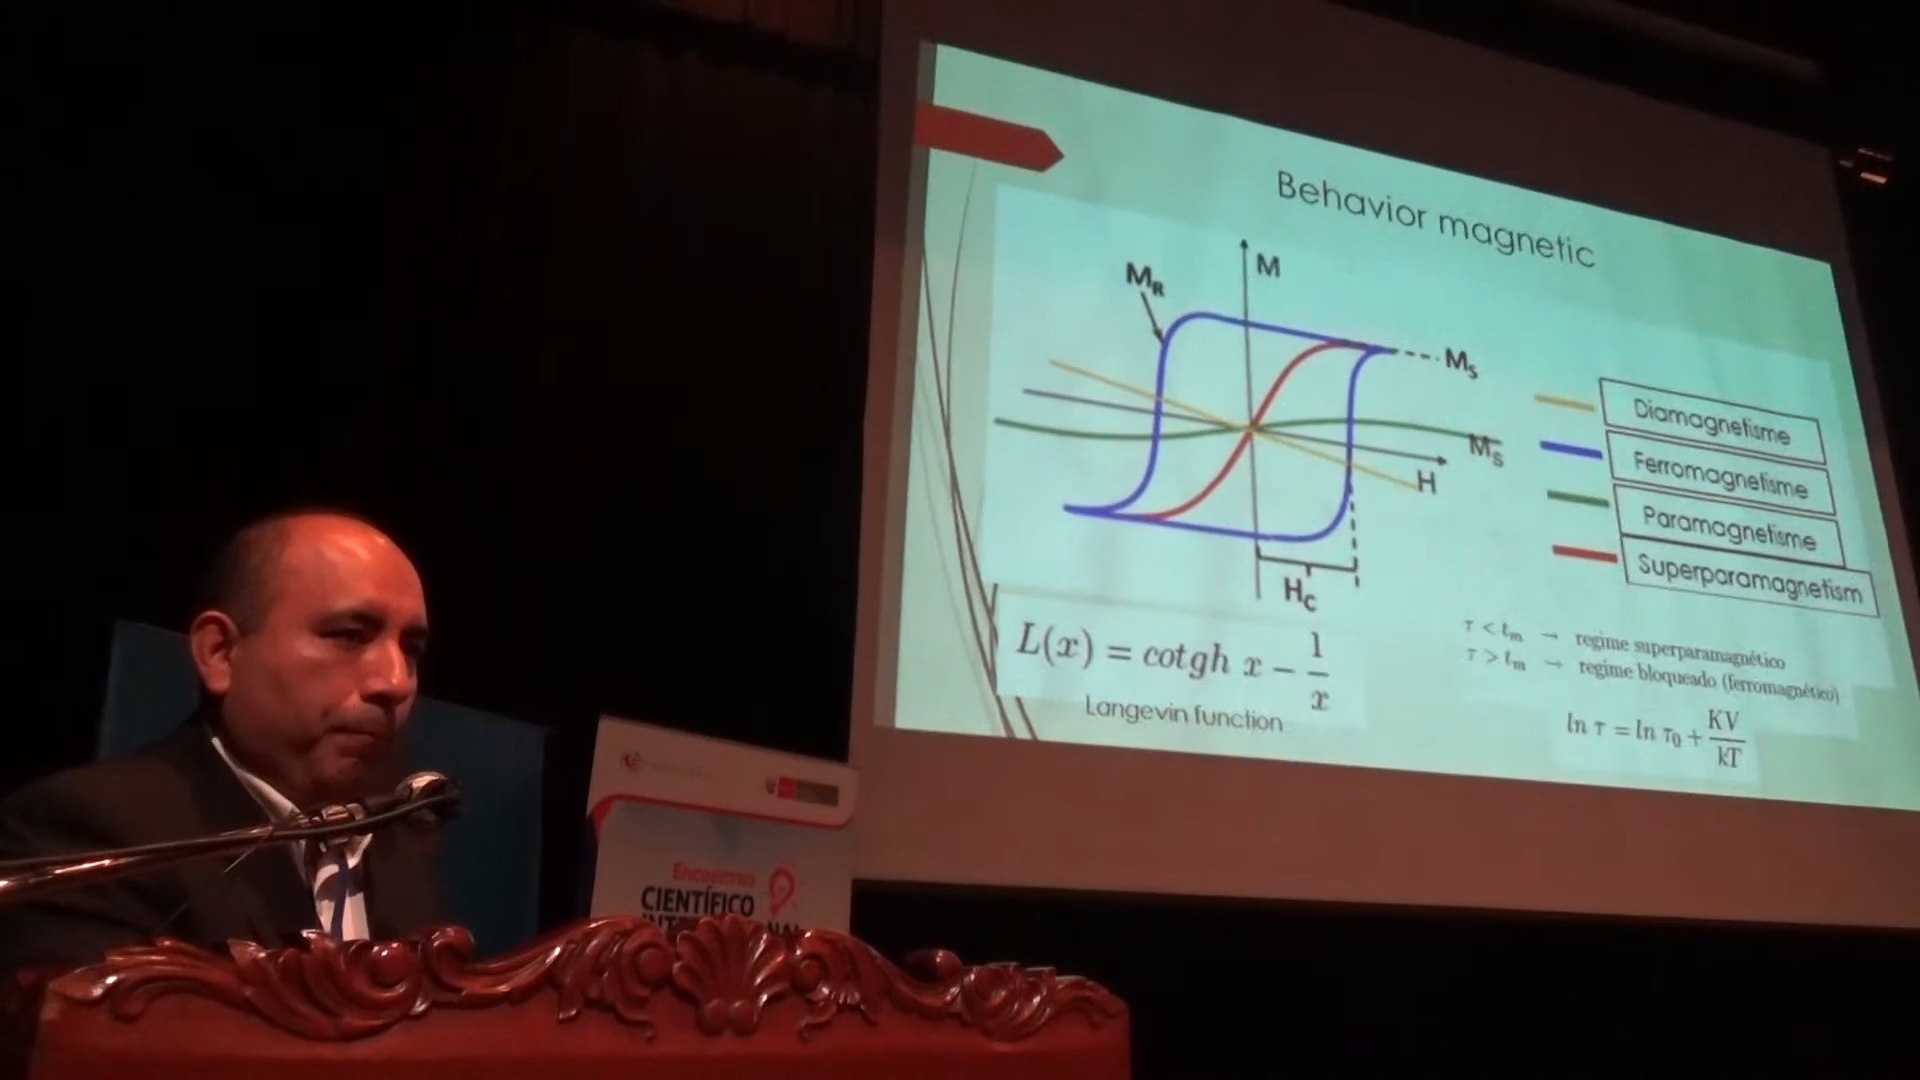 Behavior magnetic
M
M_R
M_S
M_S
H
H_C
Diamagnetisme
Ferromagnetisme
Paramagnetisme
Superparamagnetism
L(x) = cotgh x − 1/x
Langevin function
τ < t_m → regime superparamagnético
τ > t_m → regime bloqueado (ferromagnético)
ln τ = ln τ_0 + KV/kT
Encuentro
CIENTÍFICO